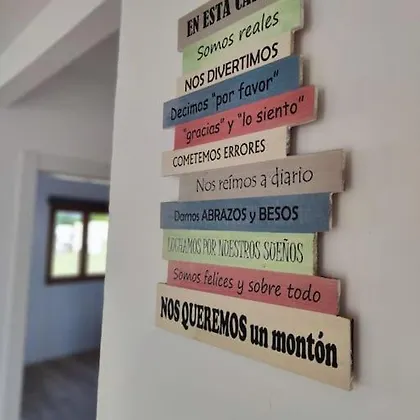 EN ESTA
Somos reales
NOS DIVERTIMOS
Decimos "por favor"
"gracias" y "lo siento"
COMETEMOS ERRORES
Nos reímos a diario
Damos ABRAZOS y BESOS
LUCHAMOS POR NUESTROS SUEÑOS
Somos felices y sobre todo
NOS QUEREMOS un montón